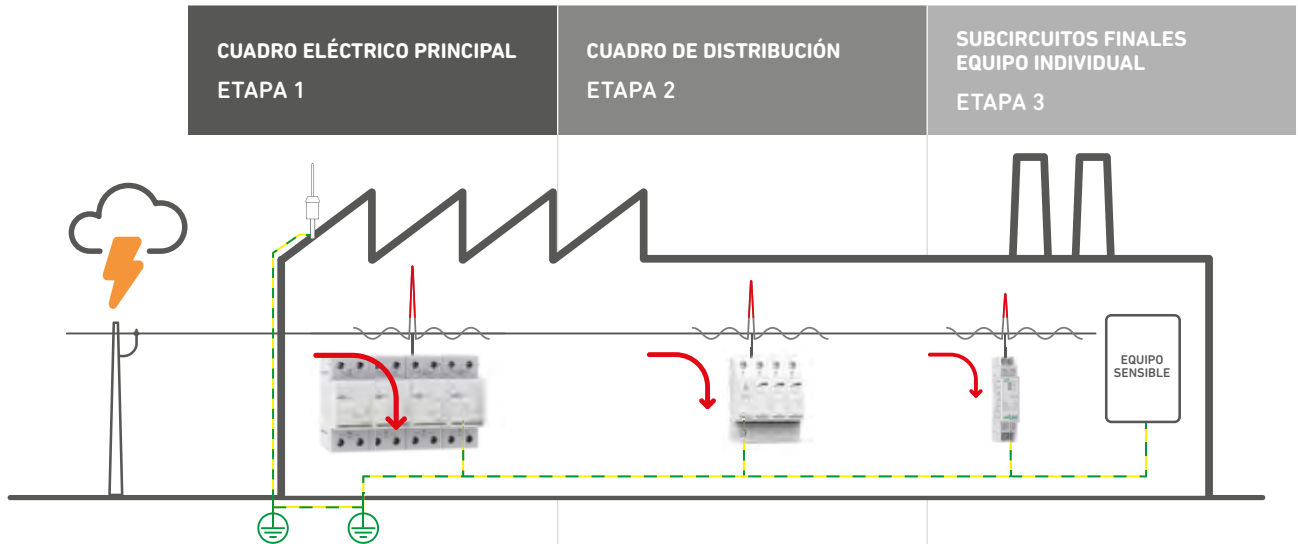 CUADRO ELÉCTRICO PRINCIPAL
ETAPA 1
CUADRO DE DISTRIBUCIÓN
ETAPA 2
SUBCIRCUITOS FINALES
EQUIPO INDIVIDUAL
ETAPA 3
EQUIPO
SENSIBLE